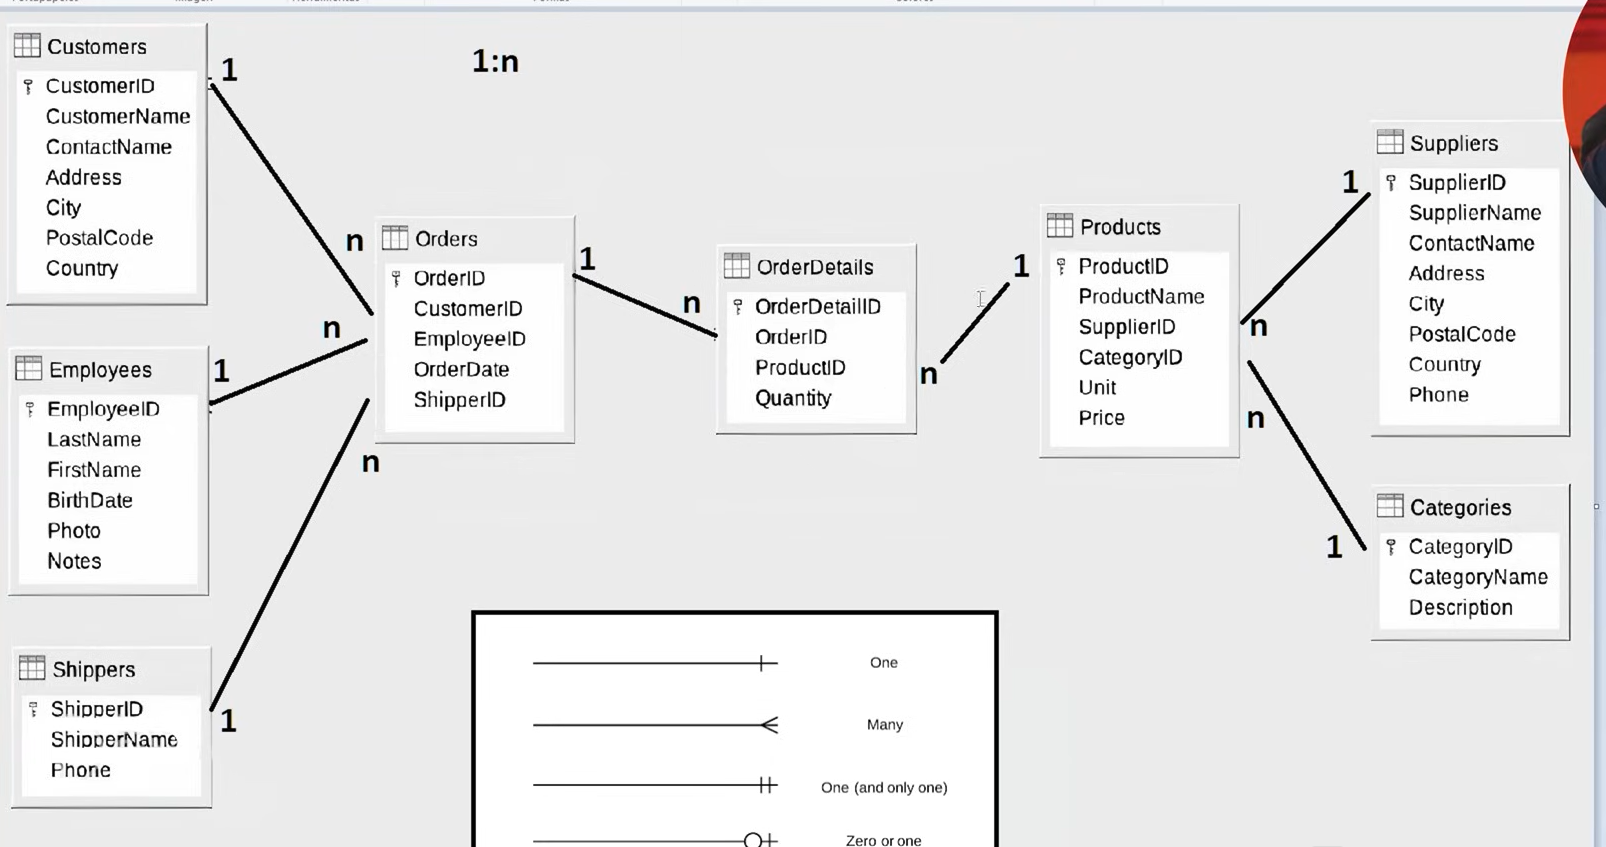 1:n
Customers
CustomerID
CustomerName
ContactName
Address
City
PostalCode
Country
1
n
Employees
EmployeeID
LastName
FirstName
BirthDate
Photo
Notes
1
n
Shippers
ShipperID
ShipperName
Phone
1
n
Orders
OrderID
CustomerID
EmployeeID
OrderDate
ShipperID
1
n
OrderDetails
OrderDetailID
OrderID
ProductID
Quantity
n
1
Products
ProductID
ProductName
SupplierID
CategoryID
Unit
Price
n
1
n
1
Suppliers
SupplierID
SupplierName
ContactName
Address
City
PostalCode
Country
Phone
Categories
CategoryID
CategoryName
Description
One
Many
One (and only one)
Zero or one